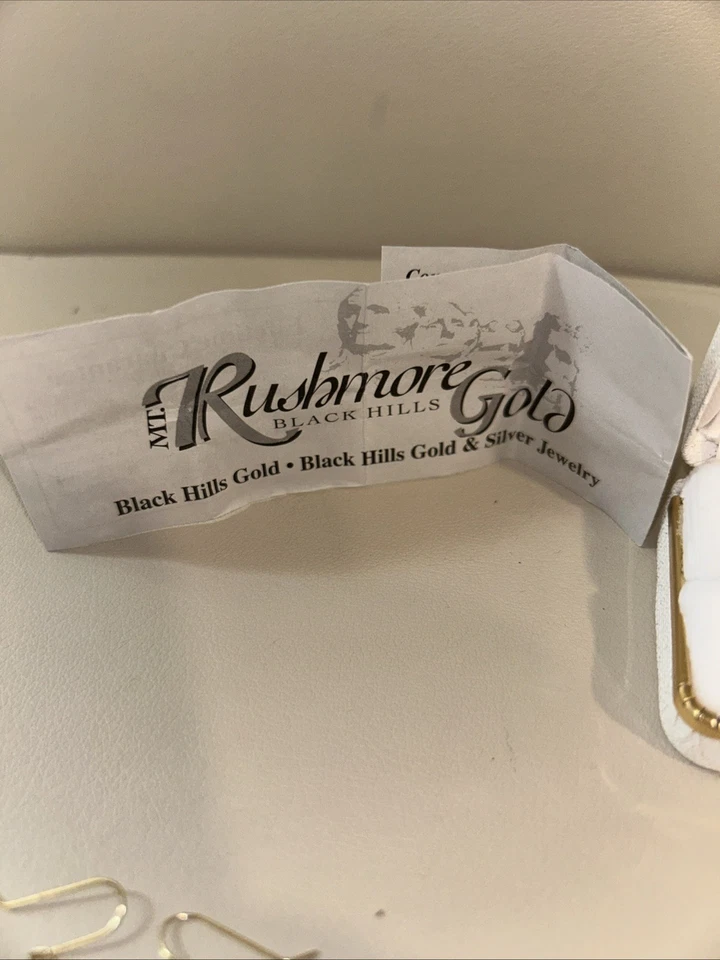 MT. Rushmore Gold
BLACK HILLS
Black Hills Gold • Black Hills Gold & Silver Jewelry